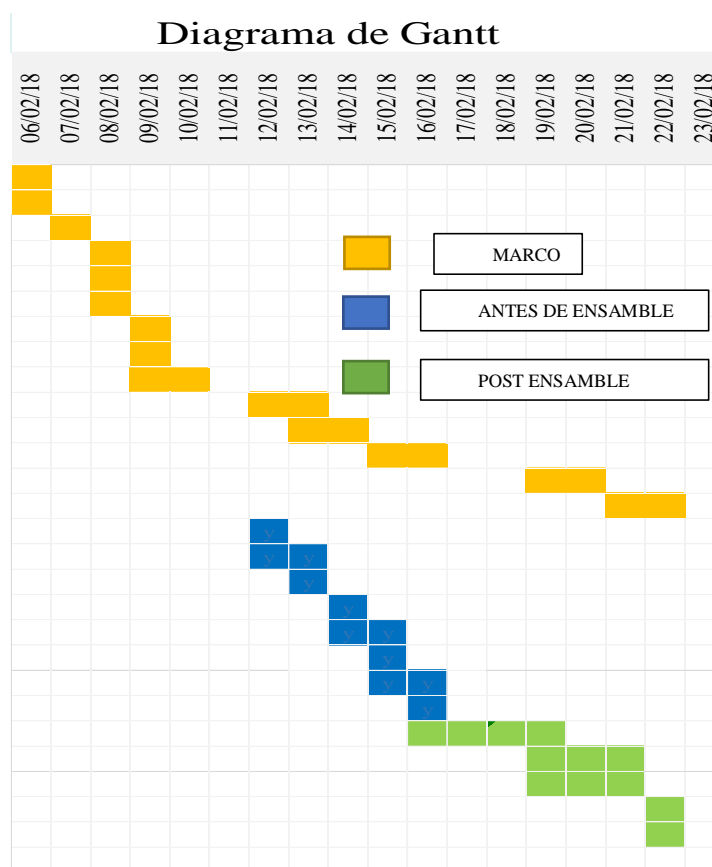 Diagrama de Gantt
06/02/18
07/02/18
08/02/18
09/02/18
10/02/18
11/02/18
12/02/18
13/02/18
14/02/18
15/02/18
16/02/18
17/02/18
18/02/18
19/02/18
20/02/18
21/02/18
22/02/18
23/02/18
MARCO
ANTES DE ENSAMBLE
POST ENSAMBLE
y
y y
y
y
y y
y
y y
y